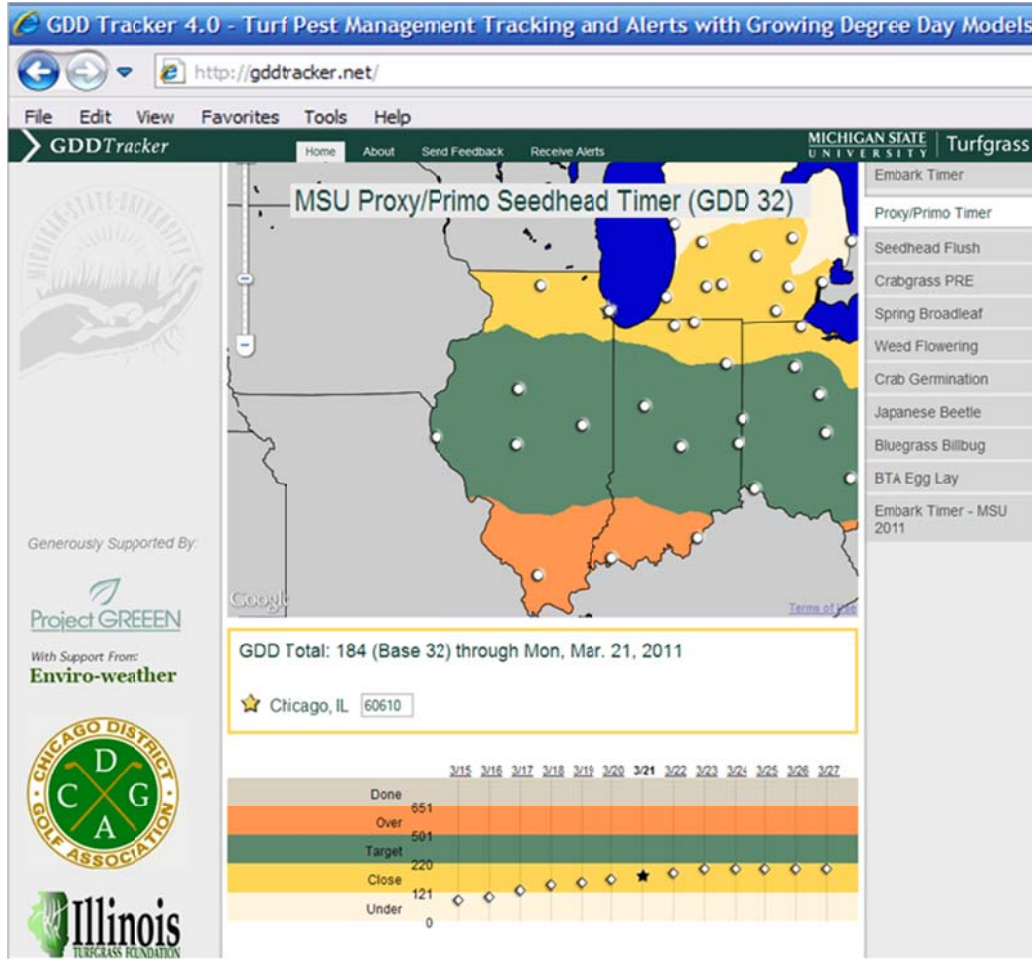 GDD Tracker 4.0 - Turf Pest Management Tracking and Alerts with Growing Degree Day Models
http://gddtracker.net/
File Edit View Favorites Tools Help
GDDTracker
Home About Send Feedback Receive Alerts
MICHIGAN STATE
UNIVERSITY
Turfgrass
MSU Proxy/Primo Seedhead Timer (GDD 32)
Embark Timer
Proxy/Primo Timer
Seedhead Flush
Crabgrass PRE
Spring Broadleaf
Weed Flowering
Crab Germination
Japanese Beetle
Bluegrass Billbug
BTA Egg Lay
Embark Timer - MSU
2011
MICHIGAN STATE UNIVERSITY
Generously Supported By:
Project GREEEN
With Support From:
Enviro-weather
CHICAGO DISTRICT
GOLF ASSOCIATION
C D G A
Illinois
TURFGRASS FOUNDATION
Google
Terms of Use
GDD Total: 184 (Base 32) through Mon, Mar. 21, 2011
Chicago, IL 60610
3/15 3/16 3/17 3/18 3/19 3/20 3/21 3/22 3/23 3/24 3/25 3/26 3/27
Done
651
Over
501
Target
220
Close
121
Under
0